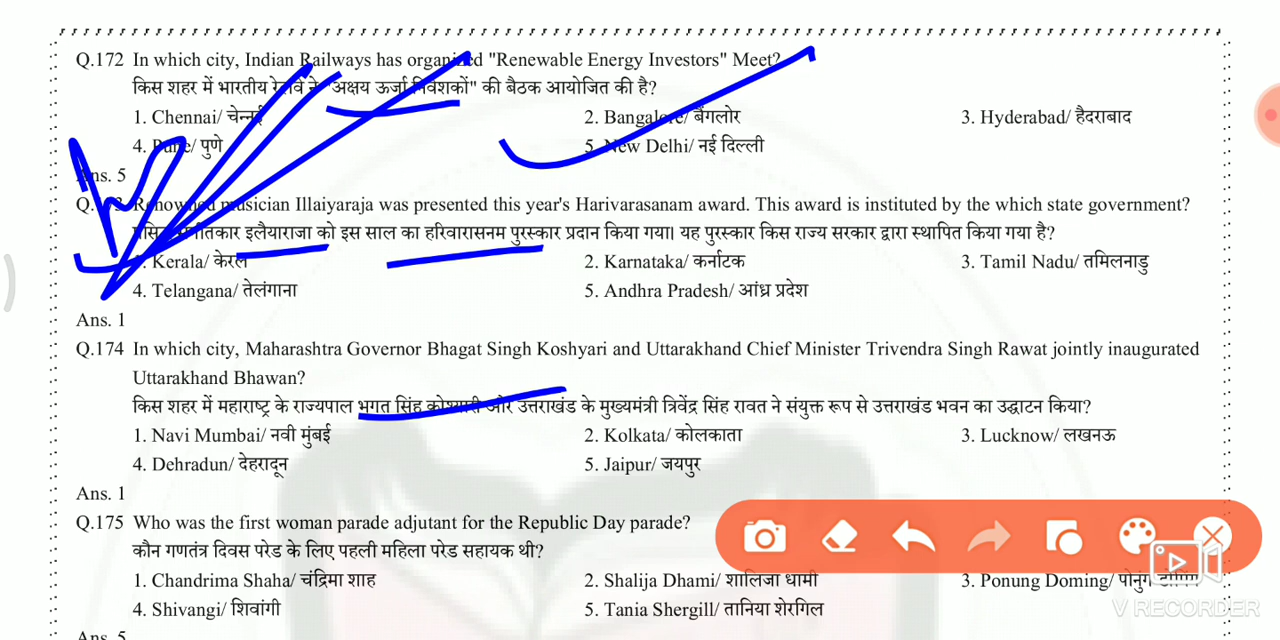 Q.172 In which city, Indian Railways has organized "Renewable Energy Investors" Meet?
किस शहर में भारतीय रेलवे ने "अक्षय ऊर्जा निवेशकों" की बैठक आयोजित की है?
1. Chennai/ चेन्नई 2. Bangalore/ बैंगलोर 3. Hyderabad/ हैदराबाद
4. Pune/ पुणे 5. New Delhi/ नई दिल्ली
Ans. 5
Renowned musician Illaiyaraja was presented this year's Harivarasanam award. This award is instituted by the which state government?
इलैयाराजा को इस साल का हरिवारासनम पुरस्कार प्रदान किया गया। यह पुरस्कार किस राज्य सरकार द्वारा स्थापित किया गया है?
Kerala/ केरल 2. Karnataka/ कर्नाटक 3. Tamil Nadu/ तमिलनाडु
4. Telangana/ तेलंगाना 5. Andhra Pradesh/ आंध्र प्रदेश
Ans. 1
Q.174 In which city, Maharashtra Governor Bhagat Singh Koshyari and Uttarakhand Chief Minister Trivendra Singh Rawat jointly inaugurated
Uttarakhand Bhawan?
किस शहर में महाराष्ट्र के राज्यपाल भगत सिंह कोश्यारी और उत्तराखंड के मुख्यमंत्री त्रिवेंद्र सिंह रावत ने संयुक्त रूप से उत्तराखंड भवन का उद्घाटन किया?
1. Navi Mumbai/ नवी मुंबई 2. Kolkata/ कोलकाता 3. Lucknow/ लखनऊ
4. Dehradun/ देहरादून 5. Jaipur/ जयपुर
Ans. 1
Q.175 Who was the first woman parade adjutant for the Republic Day parade?
कौन गणतंत्र दिवस परेड के लिए पहली महिला परेड सहायक थी?
1. Chandrima Shaha/ चंद्रिमा शाह 2. Shalija Dhami/ शालिजा धामी 3. Ponung Doming/ पोनुंग
4. Shivangi/ शिवांगी 5. Tania Shergill/ तानिया शेरगिल
Ans. 5
V RECORDER